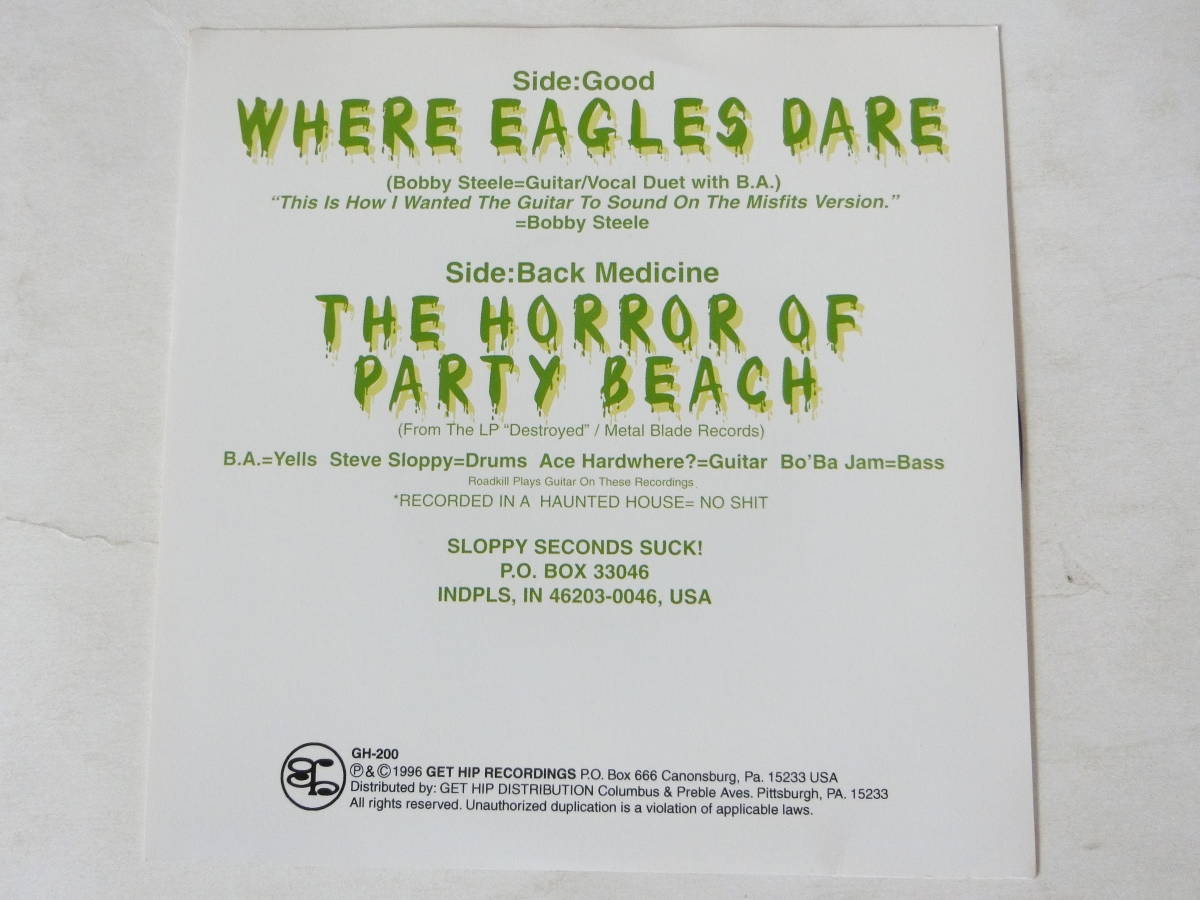 Side:Good
WHERE EAGLES DARE
(Bobby Steele=Guitar/Vocal Duet with B.A.)
“This Is How I Wanted The Guitar To Sound On The Misfits Version.”
=Bobby Steele
Side:Back Medicine
THE HORROR OF
PARTY BEACH
(From The LP “Destroyed” / Metal Blade Records)
B.A.=Yells Steve Sloppy=Drums Ace Hardwhere?=Guitar Bo’Ba Jam=Bass
Roadkill Plays Guitar On These Recordings.
*RECORDED IN A HAUNTED HOUSE= NO SHIT
SLOPPY SECONDS SUCK!
P.O. BOX 33046
INDPLS, IN 46203-0046, USA
GH-200
℗&©1996 GET HIP RECORDINGS P.O. Box 666 Canonsburg, Pa. 15233 USA
Distributed by: GET HIP DISTRIBUTION Columbus & Preble Aves. Pittsburgh, PA. 15233
All rights reserved. Unauthorized duplication is a violation of applicable laws.